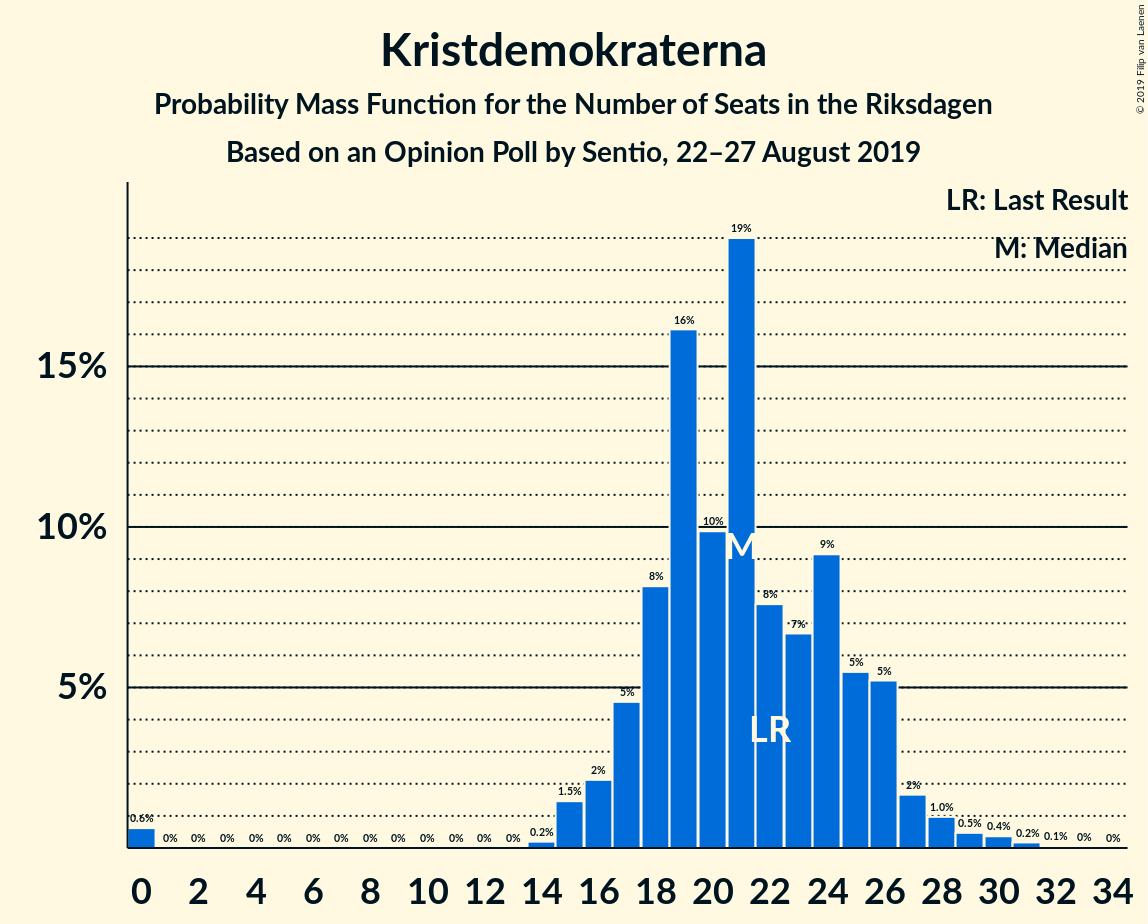 Kristdemokraterna
Probability Mass Function for the Number of Seats in the Riksdagen
Based on an Opinion Poll by Sentio, 22–27 August 2019
© 2019 Filip van Laenen
LR: Last Result
M: Median
15%
10%
5%
0.6% 0% 0% 0% 0% 0% 0% 0% 0% 0% 0% 0% 0% 0% 0.2% 1.5% 2% 5% 8% 16% 10% 19% 8% 7% 9% 5% 5% 2% 1.0% 0.5% 0.4% 0.2% 0.1% 0% 0%
M
LR
0 2 4 6 8 10 12 14 16 18 20 22 24 26 28 30 32 34